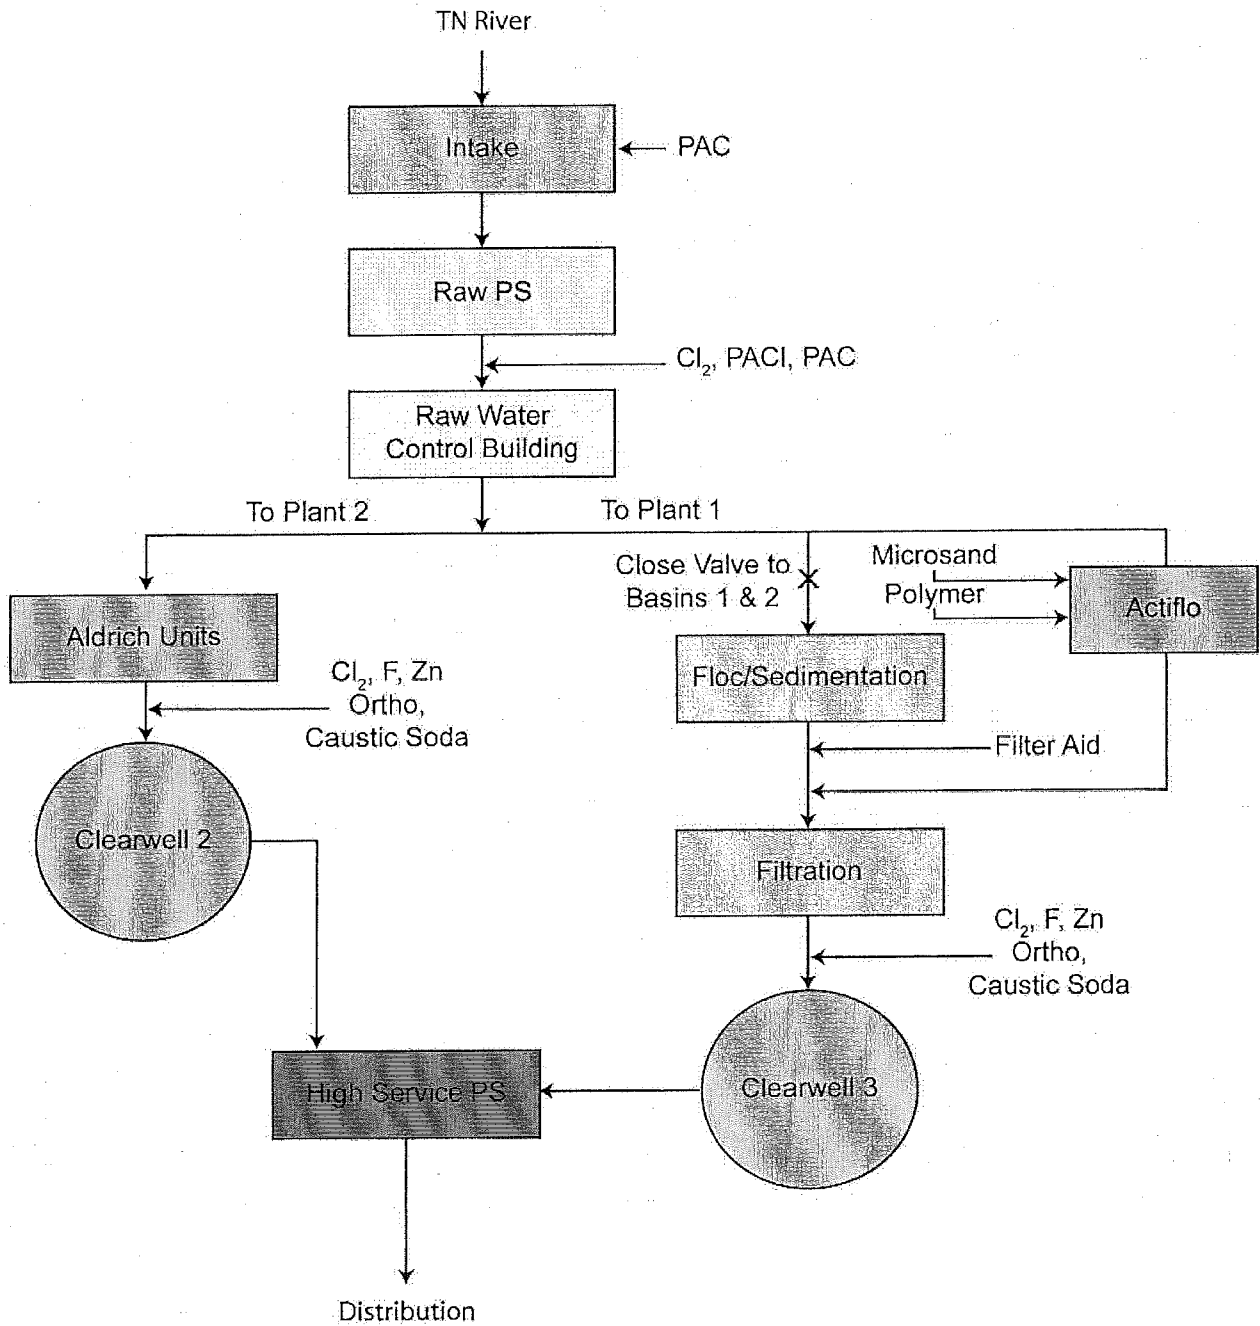 TN River
Intake
PAC
Raw PS
Cl₂, PACl, PAC
Raw Water
Control Building
To Plant 2
To Plant 1
Close Valve to
Basins 1 & 2
Microsand
Polymer
Actiflo
Aldrich Units
Floc/Sedimentation
Cl₂, F, Zn
Ortho,
Caustic Soda
Filter Aid
Clearwell 2
Filtration
Cl₂, F, Zn
Ortho,
Caustic Soda
High Service PS
Clearwell 3
Distribution